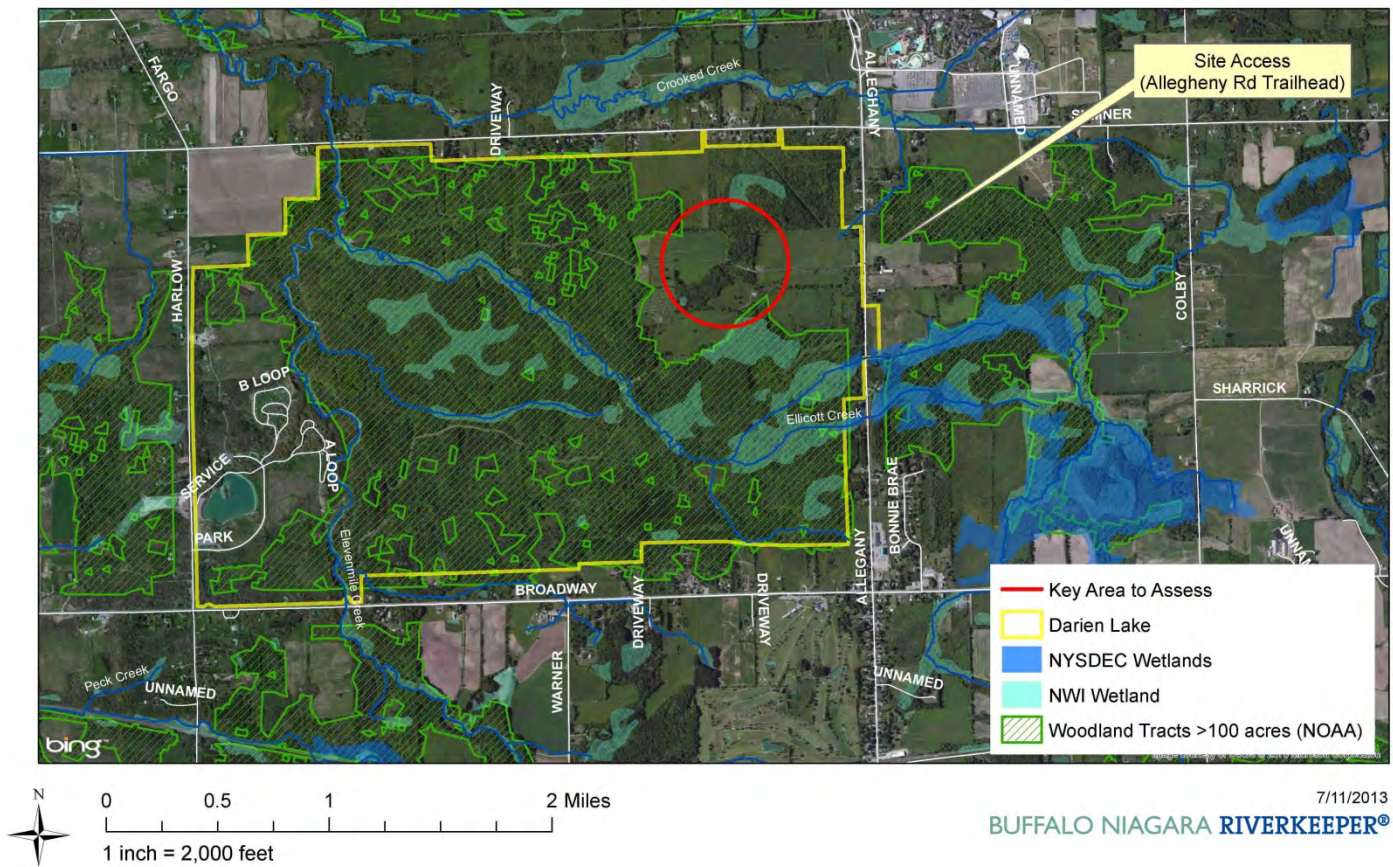 FARGO
DRIVEWAY
Crooked Creek
ALLEGHANY
UNNAMED
SUMNER
Site Access
(Allegheny Rd Trailhead)
HARLOW
COLBY
B LOOP
A LOOP
SERVICE
PARK
Ellicott Creek
SHARRICK
BONNIE BRAE
Elevenmile Creek
BROADWAY
DRIVEWAY
DRIVEWAY
ALLEGANY
WARNER
Peck Creek
UNNAMED
UNNAMED
bing™
Key Area to Assess
Darien Lake
NYSDEC Wetlands
NWI Wetland
Woodland Tracts >100 acres (NOAA)
N
0 0.5 1 2 Miles
1 inch = 2,000 feet
7/11/2013
BUFFALO NIAGARA RIVERKEEPER®